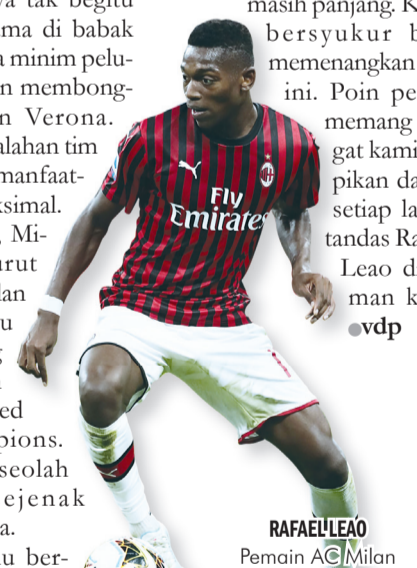 ya tak begitu
ma di babak
a minim pelu-
n membong-
n Verona.
alahan tim
manfaat-
ksimal.
, Mi-
urut
lan
u
g
ed
pions.
seolah
ejenak
a.
u ber-
masih panjang. K
bersyukur b
memenangkan
ini. Poin pe
memang
gat kami
pikan da
setiap la
tandas Ra
Leao d
man k
●vdp
Fly
Emirates
RAFAEL LEAO
Pemain AC Milan